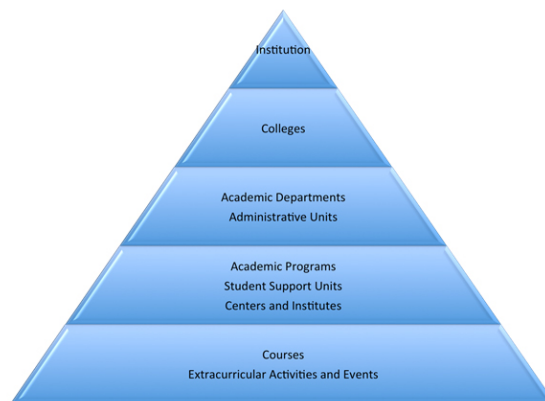 Institution
Colleges
Academic Departments
Administrative Units
Academic Programs
Student Support Units
Centers and Institutes
Courses
Extracurricular Activities and Events